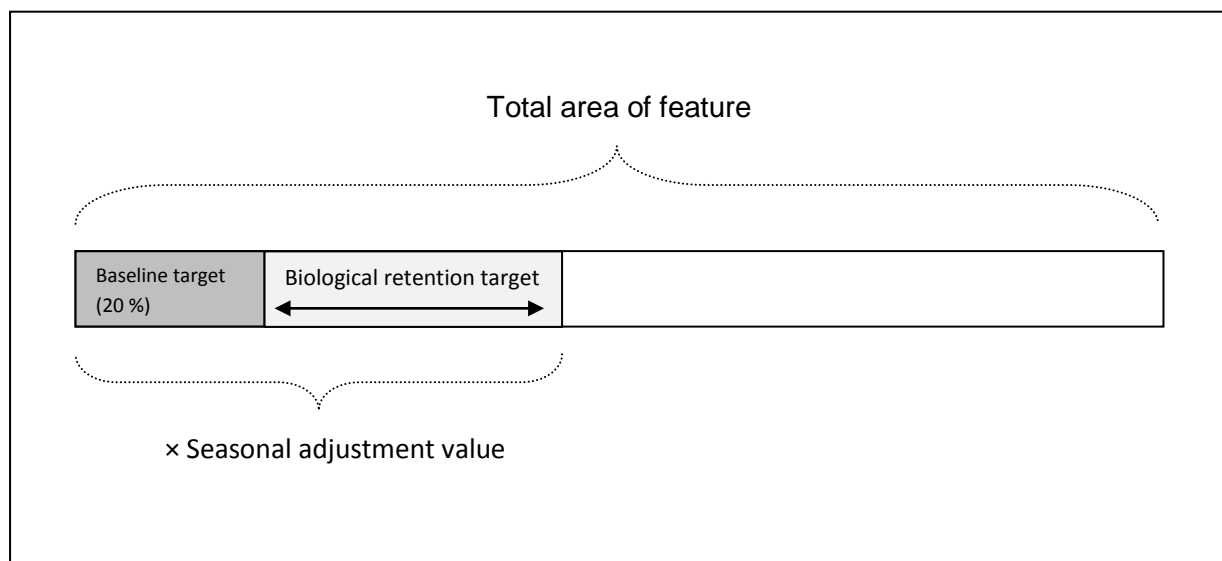 Total area of feature
Baseline target
(20 %)
Biological retention target
× Seasonal adjustment value